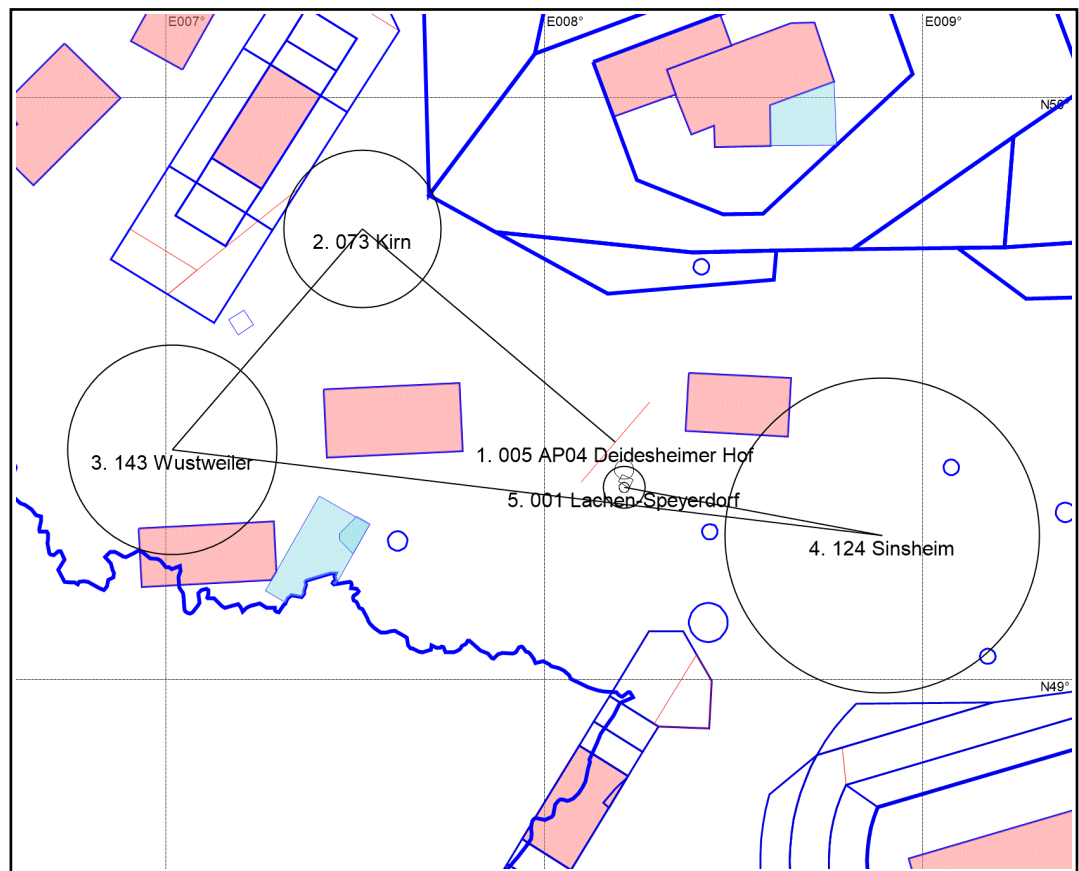 E007°
E008°
E009°
N50°
2. 073 Kirn
1. 005 AP04 Deidesheimer Hof
3. 143 Wustweiler
5. 001 Lachen-Speyerdorf
4. 124 Sinsheim
N49°